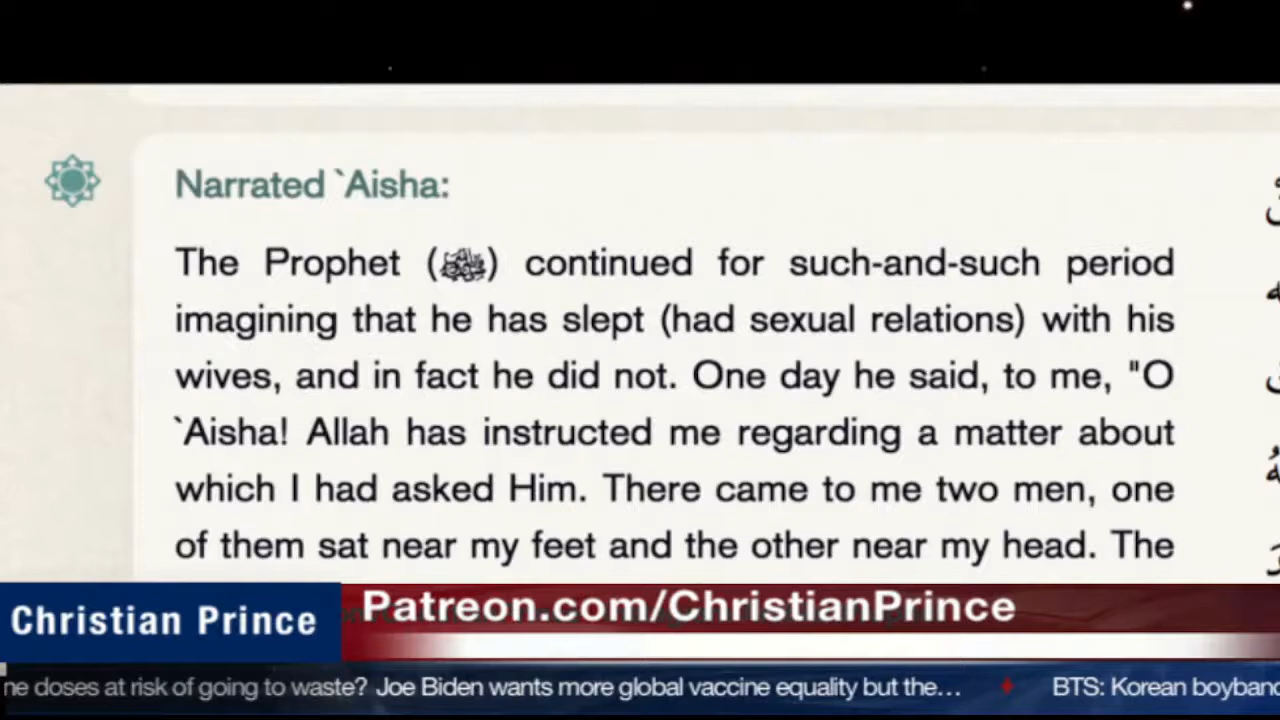 Narrated `Aisha:
The Prophet (ﷺ) continued for such-and-such period
imagining that he has slept (had sexual relations) with his
wives, and in fact he did not. One day he said, to me, "O
`Aisha! Allah has instructed me regarding a matter about
which I had asked Him. There came to me two men, one
of them sat near my feet and the other near my head. The
Christian Prince
Patreon.com/ChristianPrince
ne doses at risk of going to waste? Joe Biden wants more global vaccine equality but the… ♦ BTS: Korean boyband